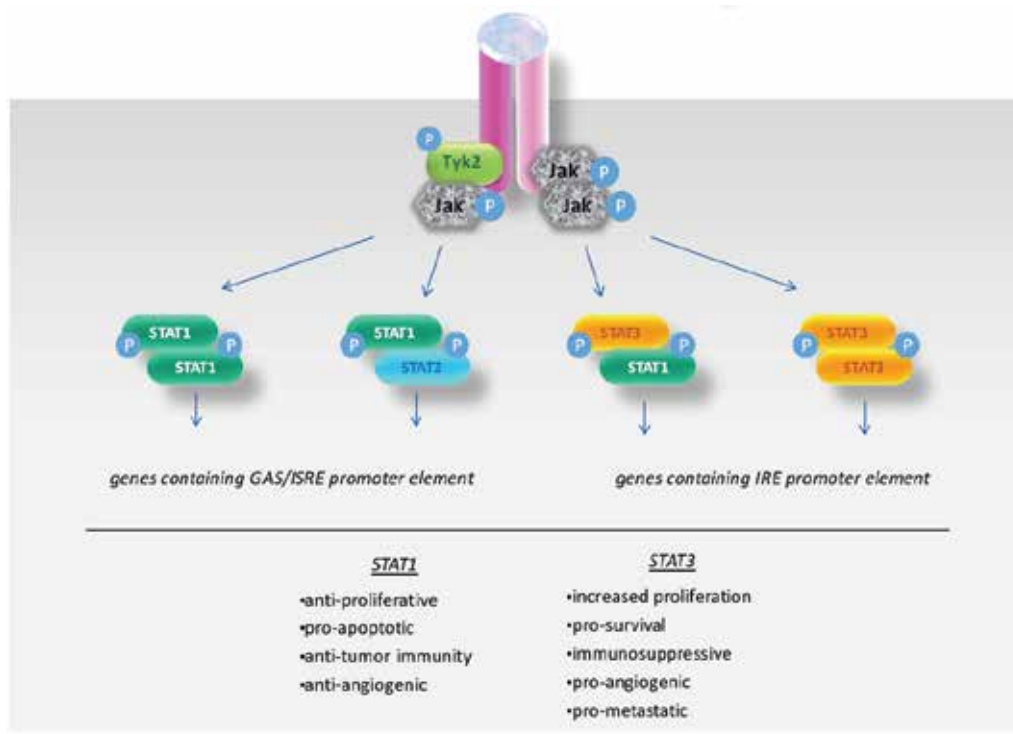 P
Tyk2
Jak P
Jak P
Jak P
STAT1
P P
STAT1
STAT1
P P
STAT2
STAT3
P P
STAT1
STAT3
P P
STAT3
genes containing GAS/ISRE promoter element
genes containing IRE promoter element
STAT1
•anti-proliferative
•pro-apoptotic
•anti-tumor immunity
•anti-angiogenic
STAT3
•increased proliferation
•pro-survival
•immunosuppressive
•pro-angiogenic
•pro-metastatic